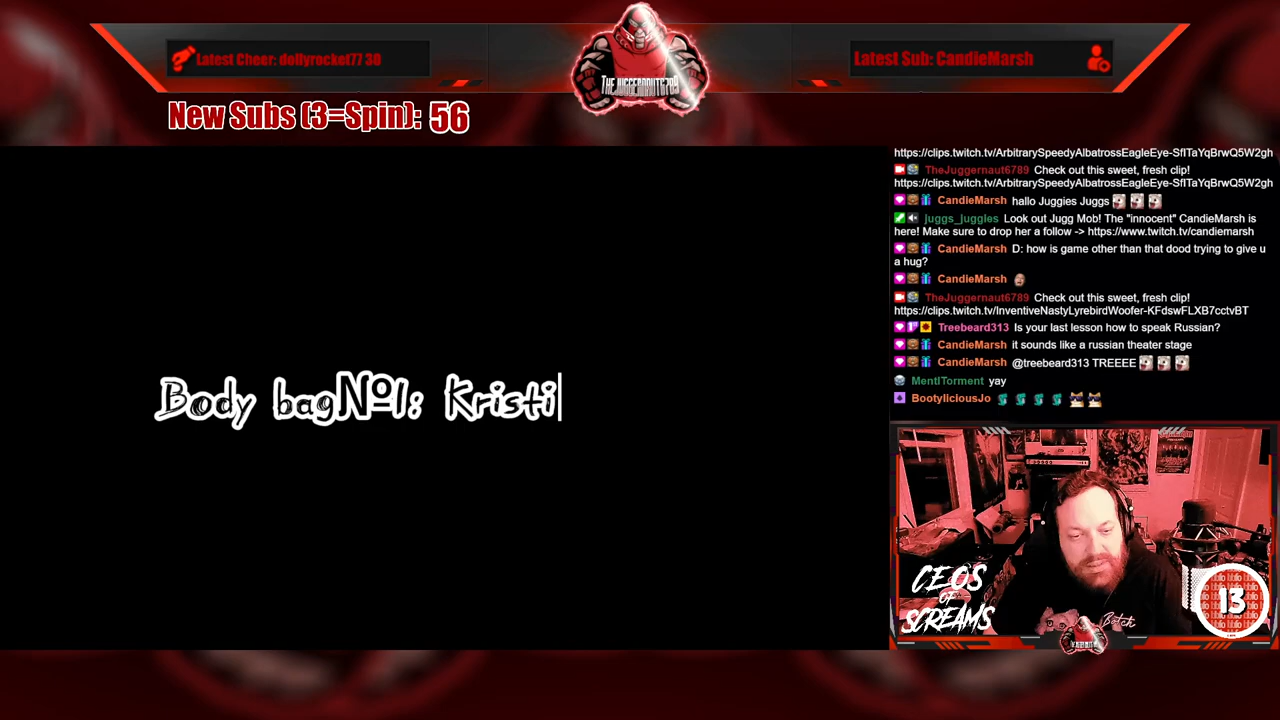 Latest Cheer: dollyrocket77 30
THEJUGGERNAUT6789
Latest Sub: CandieMarsh
New Subs (3=Spin): 56
https://clips.twitch.tv/ArbitrarySpeedyAlbatrossEagleEye-SfITaYqBrwQ5W2gh
TheJuggernaut6789 Check out this sweet, fresh clip!
https://clips.twitch.tv/ArbitrarySpeedyAlbatrossEagleEye-SfITaYqBrwQ5W2gh
CandieMarsh hallo Juggies Juggs
juggs_juggles Look out Jugg Mob! The "innocent" CandieMarsh is
here! Make sure to drop her a follow -> https://www.twitch.tv/candiemarsh
CandieMarsh D: how is game other than that dood trying to give u
a hug?
CandieMarsh
TheJuggernaut6789 Check out this sweet, fresh clip!
https://clips.twitch.tv/InventiveNastyLyrebirdWoofer-KFdswFLXB7cctvBT
Treebeard313 Is your last lesson how to speak Russian?
CandieMarsh it sounds like a russian theater stage
CandieMarsh @treebeard313 TREEEE
MentlTorment yay
BootyliciousJo
Body bag№1: Kristi
CEOS
OF
SCREAMS
13
Botch